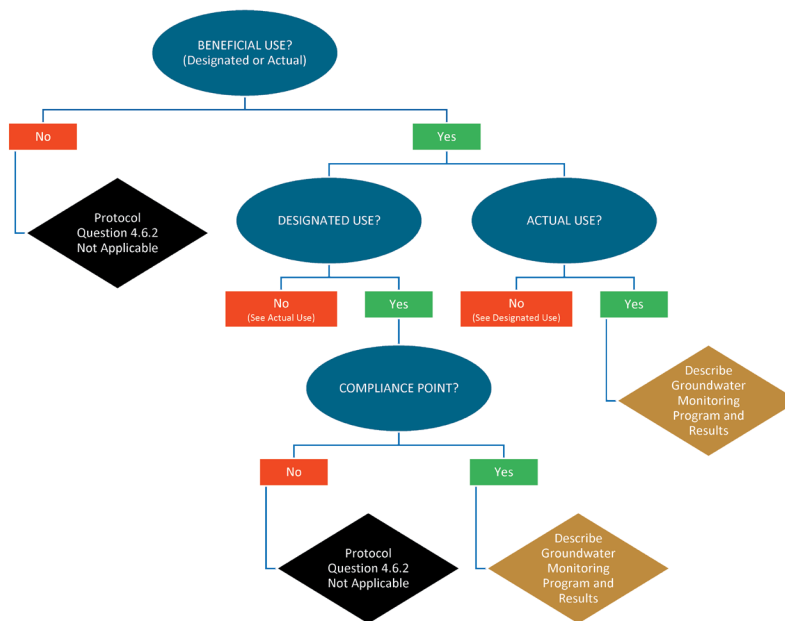 BENEFICIAL USE?
(Designated or Actual)
No
Yes
Protocol
Question 4.6.2
Not Applicable
DESIGNATED USE?
ACTUAL USE?
No
(See Actual Use)
Yes
No
(See Designated Use)
Yes
COMPLIANCE POINT?
Describe
Groundwater
Monitoring
Program and
Results
No
Yes
Protocol
Question 4.6.2
Not Applicable
Describe
Groundwater
Monitoring
Program and
Results